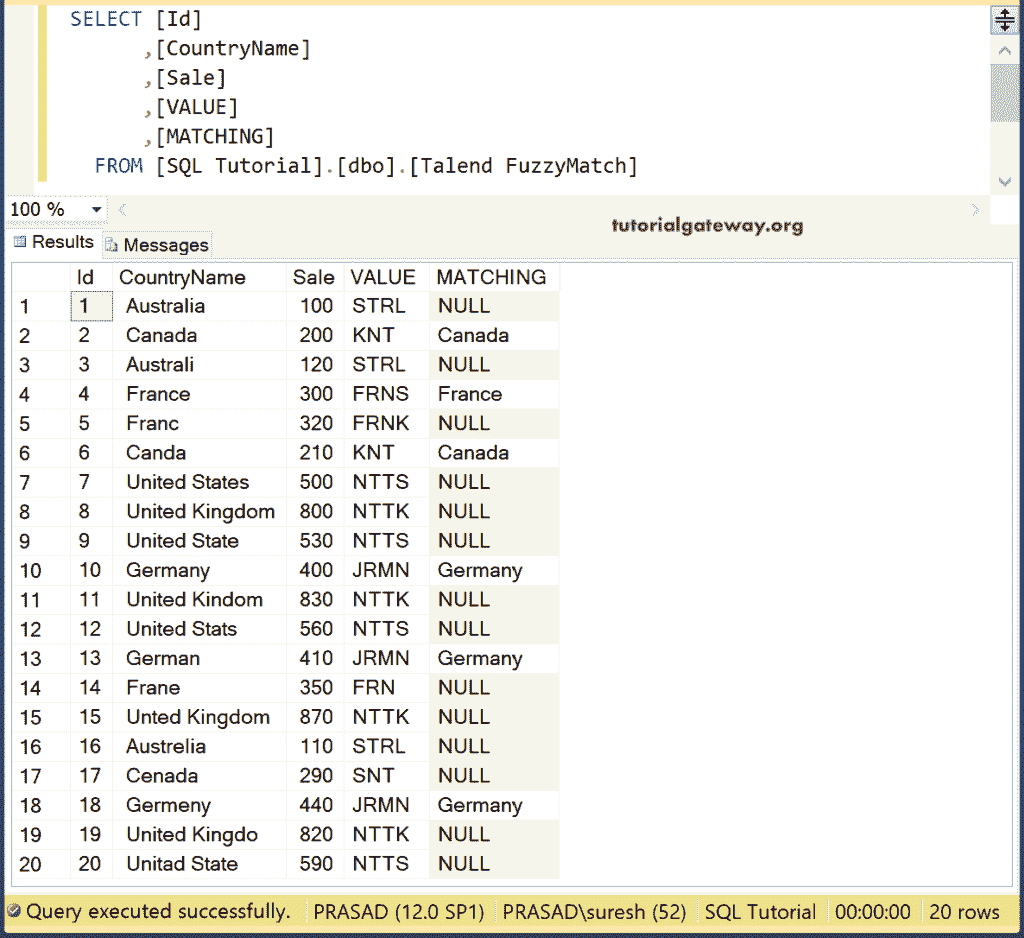 SELECT [Id]
,[CountryName]
,[Sale]
,[VALUE]
,[MATCHING]
FROM [SQL Tutorial].[dbo].[Talend FuzzyMatch]
100 %
tutorialgateway.org
Results Messages
Id CountryName Sale VALUE MATCHING
1 1 Australia 100 STRL NULL
2 2 Canada 200 KNT Canada
3 3 Australi 120 STRL NULL
4 4 France 300 FRNS France
5 5 Franc 320 FRNK NULL
6 6 Canda 210 KNT Canada
7 7 United States 500 NTTS NULL
8 8 United Kingdom 800 NTTK NULL
9 9 United State 530 NTTS NULL
10 10 Germany 400 JRMN Germany
11 11 United Kindom 830 NTTK NULL
12 12 United Stats 560 NTTS NULL
13 13 German 410 JRMN Germany
14 14 Frane 350 FRN NULL
15 15 Unted Kingdom 870 NTTK NULL
16 16 Austrelia 110 STRL NULL
17 17 Cenada 290 SNT NULL
18 18 Germeny 440 JRMN Germany
19 19 United Kingdo 820 NTTK NULL
20 20 Unitad State 590 NTTS NULL
Query executed successfully. PRASAD (12.0 SP1) PRASAD\suresh (52) SQL Tutorial 00:00:00 20 rows